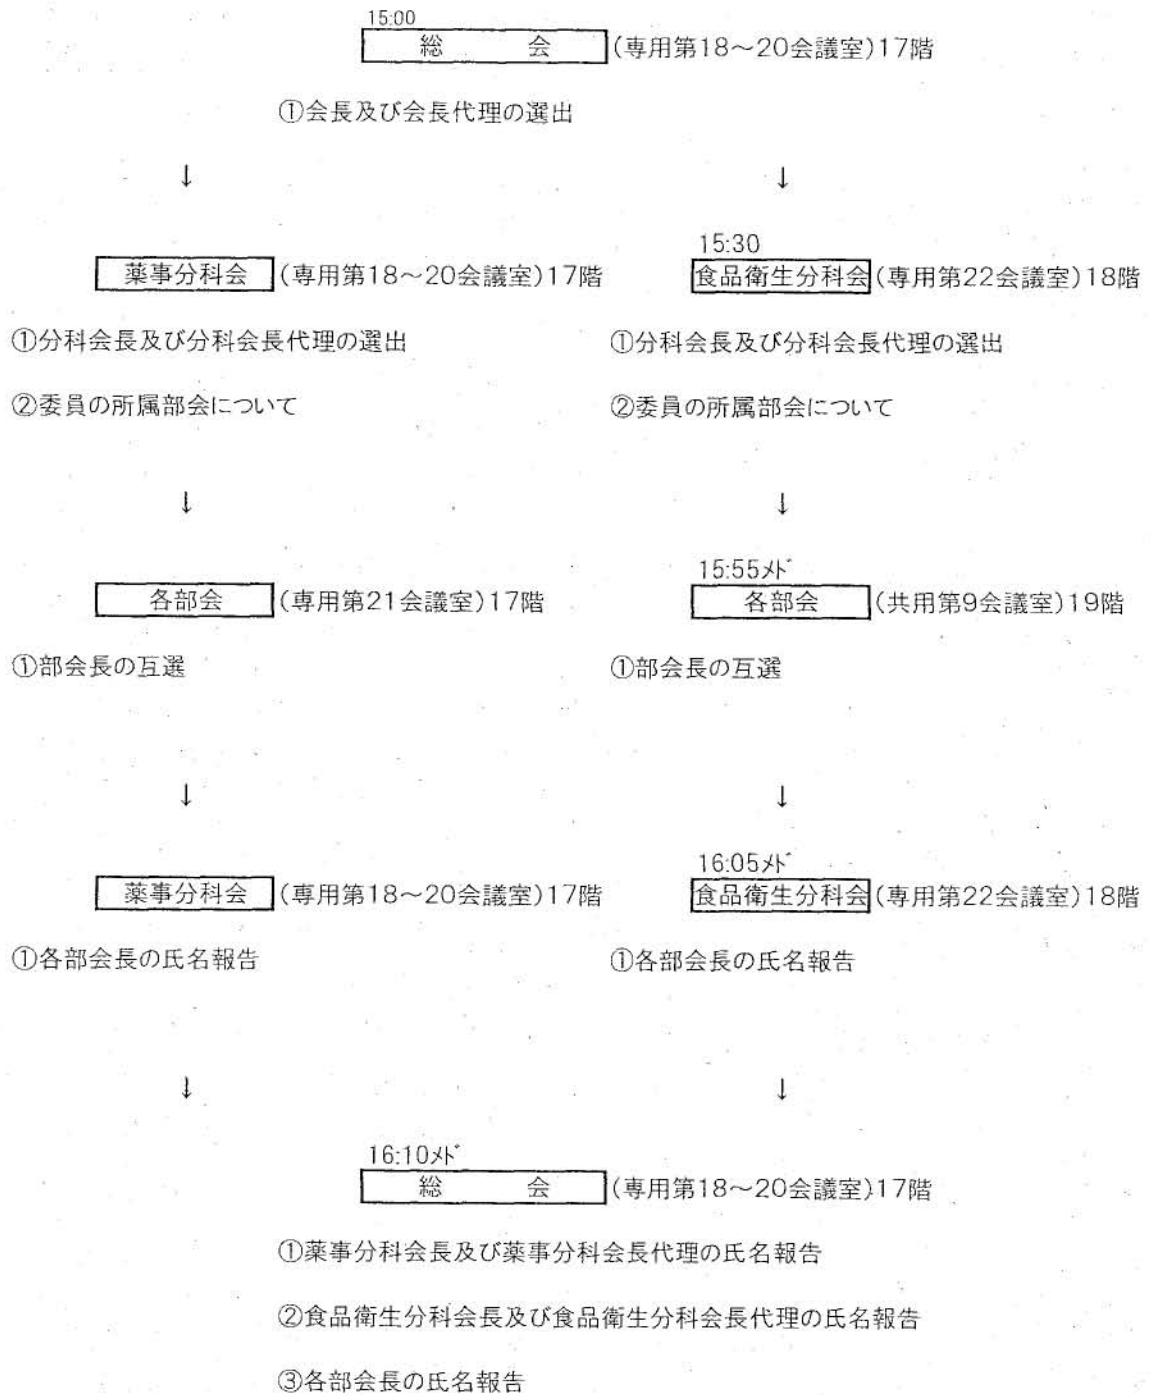 15:00
総　　会 (専用第18～20会議室)17階
①会長及び会長代理の選出
↓ ↓
15:30
薬事分科会 (専用第18～20会議室)17階 食品衛生分科会 (専用第22会議室)18階
①分科会長及び分科会長代理の選出 ①分科会長及び分科会長代理の選出
②委員の所属部会について ②委員の所属部会について
↓ ↓
15:55ﾒﾄﾞ
各部会 (専用第21会議室)17階 各部会 (共用第9会議室)19階
①部会長の互選 ①部会長の互選
↓ ↓
16:05ﾒﾄﾞ
薬事分科会 (専用第18～20会議室)17階 食品衛生分科会 (専用第22会議室)18階
①各部会長の氏名報告 ①各部会長の氏名報告
↓ ↓
16:10ﾒﾄﾞ
総　　会 (専用第18～20会議室)17階
①薬事分科会長及び薬事分科会長代理の氏名報告
②食品衛生分科会長及び食品衛生分科会長代理の氏名報告
③各部会長の氏名報告